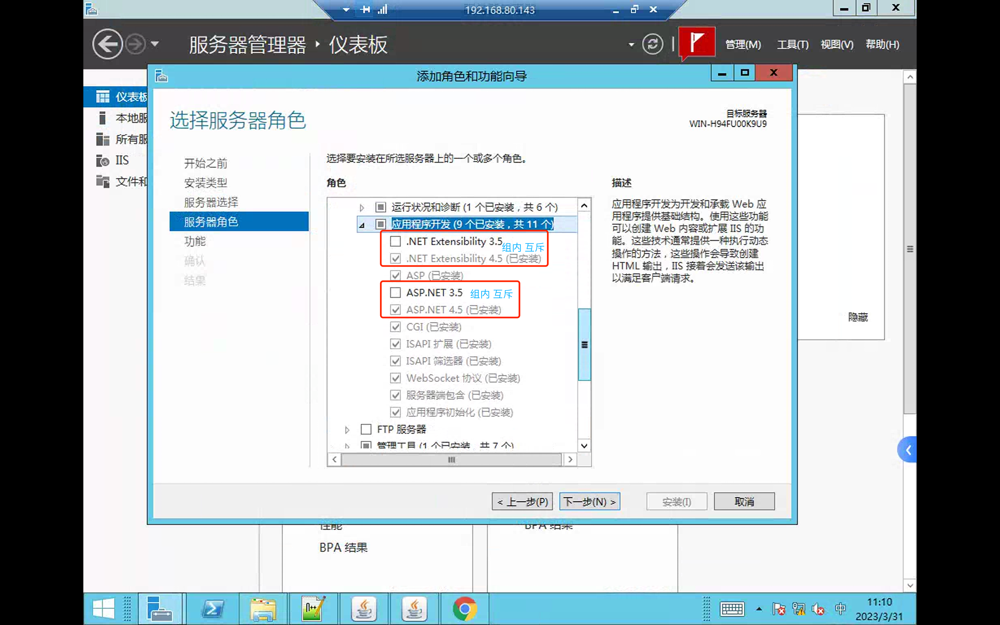 192.168.80.143
服务器管理器 ‣ 仪表板
管理(M) 工具(T) 视图(V) 帮助(H)
添加角色和功能向导
仪表板
本地服
所有服
IIS
文件和
选择服务器角色
目标服务器
WIN-H94FU00K9U9
开始之前
安装类型
服务器选择
服务器角色
功能
确认
结果
选择要安装在所选服务器上的一个或多个角色。
角色
运行状况和诊断 (1 个已安装，共 6 个)
应用程序开发 (9 个已安装，共 11 个)
.NET Extensibility 3.5
组内 互斥
.NET Extensibility 4.5 (已安装)
ASP (已安装)
ASP.NET 3.5 组内 互斥
ASP.NET 4.5 (已安装)
CGI (已安装)
ISAPI 扩展 (已安装)
ISAPI 筛选器 (已安装)
WebSocket 协议 (已安装)
服务器端包含 (已安装)
应用程序初始化 (已安装)
FTP 服务器
管理工具 (1 个已安装，共 7 个)
描述
应用程序开发为开发和承载 Web 应
用程序提供基础结构。使用这些功能
可以创建 Web 内容或扩展 IIS 的功
能。这些技术通常提供一种执行动态
操作的方法，这些操作会导致创建
HTML 输出，IIS 接着会发送该输出
以满足客户端请求。
隐藏
< 上一步(P) 下一步(N) > 安装(I) 取消
性能
BPA 结果
BPA 结果
中
11:10
2023/3/31